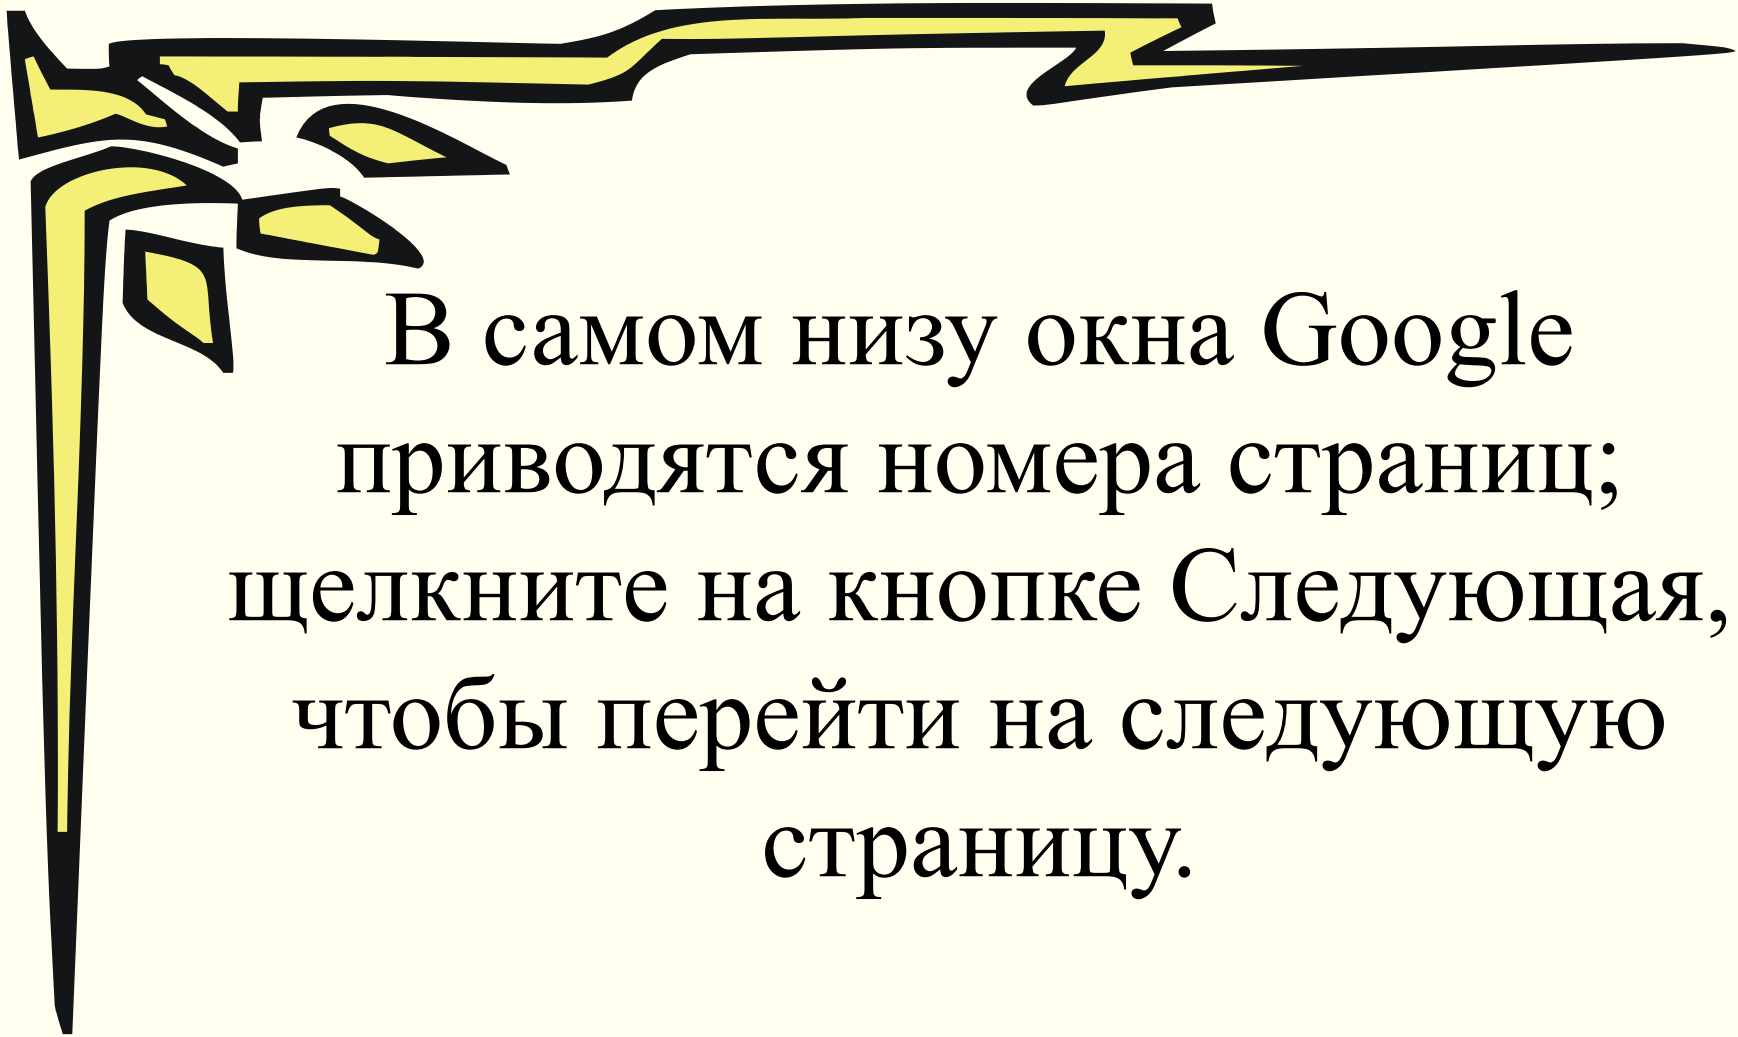 В самом низу окна Google
приводятся номера страниц;
щелкните на кнопке Следующая,
чтобы перейти на следующую
страницу.